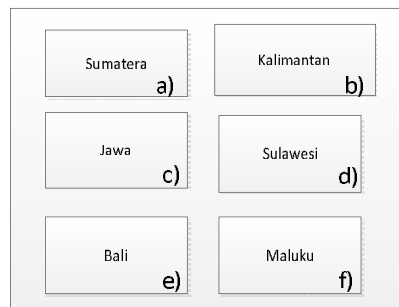 Sumatera
a)
Kalimantan
b)
Jawa
c)
Sulawesi
d)
Bali
e)
Maluku
f)